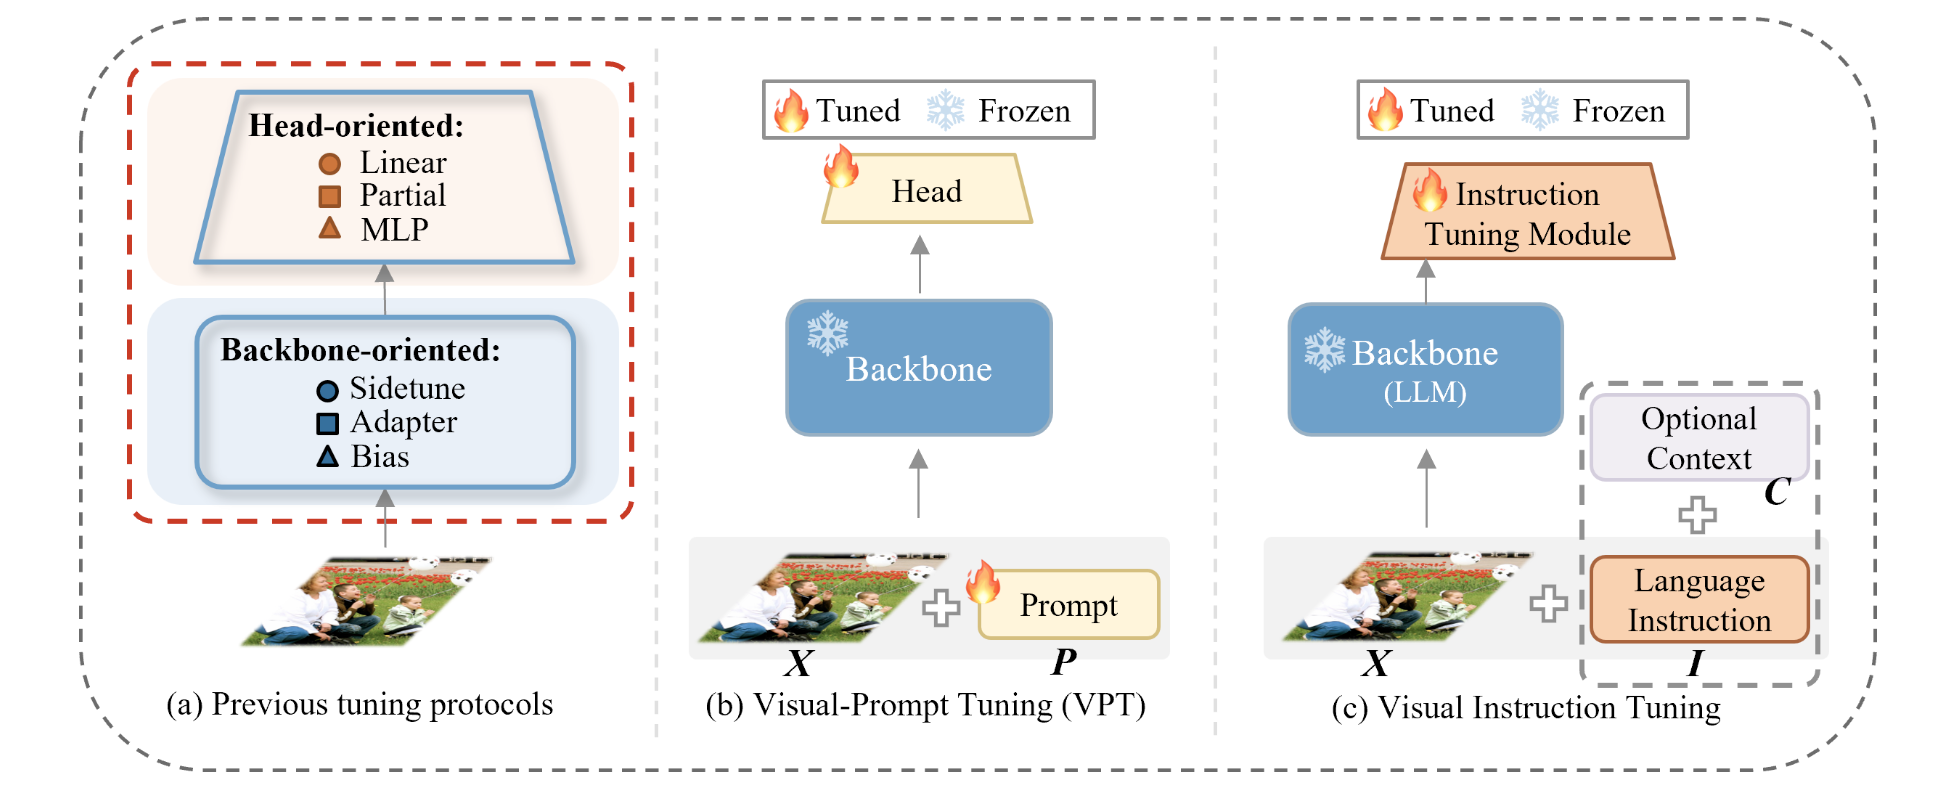 Head-oriented:
Linear
Partial
MLP
Backbone-oriented:
Sidetune
Adapter
Bias
(a) Previous tuning protocols
Tuned Frozen
Head
Backbone
Prompt
X P
(b) Visual-Prompt Tuning (VPT)
Tuned Frozen
Instruction
Tuning Module
Backbone
(LLM)
Optional
Context
C
Language
Instruction
X I
(c) Visual Instruction Tuning